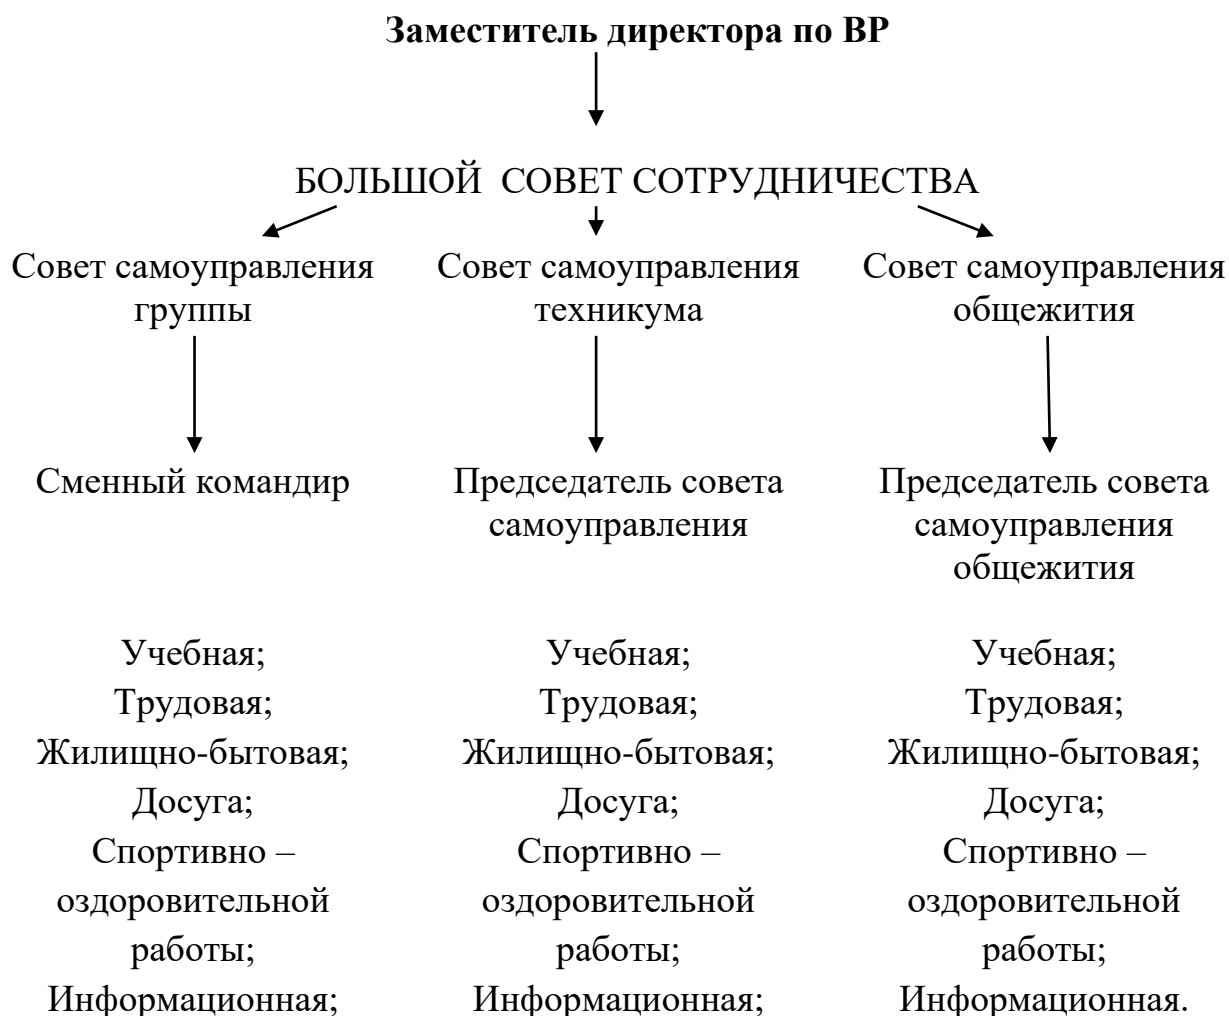 Заместитель директора по ВР
БОЛЬШОЙ СОВЕТ СОТРУДНИЧЕСТВА
Совет самоуправления
группы
Совет самоуправления
техникума
Совет самоуправления
общежития
Сменный командир
Председатель совета
самоуправления
Председатель совета
самоуправления
общежития
Учебная;
Трудовая;
Жилищно-бытовая;
Досуга;
Спортивно –
оздоровительной
работы;
Информационная;
Учебная;
Трудовая;
Жилищно-бытовая;
Досуга;
Спортивно –
оздоровительной
работы;
Информационная;
Учебная;
Трудовая;
Жилищно-бытовая;
Досуга;
Спортивно –
оздоровительной
работы;
Информационная.